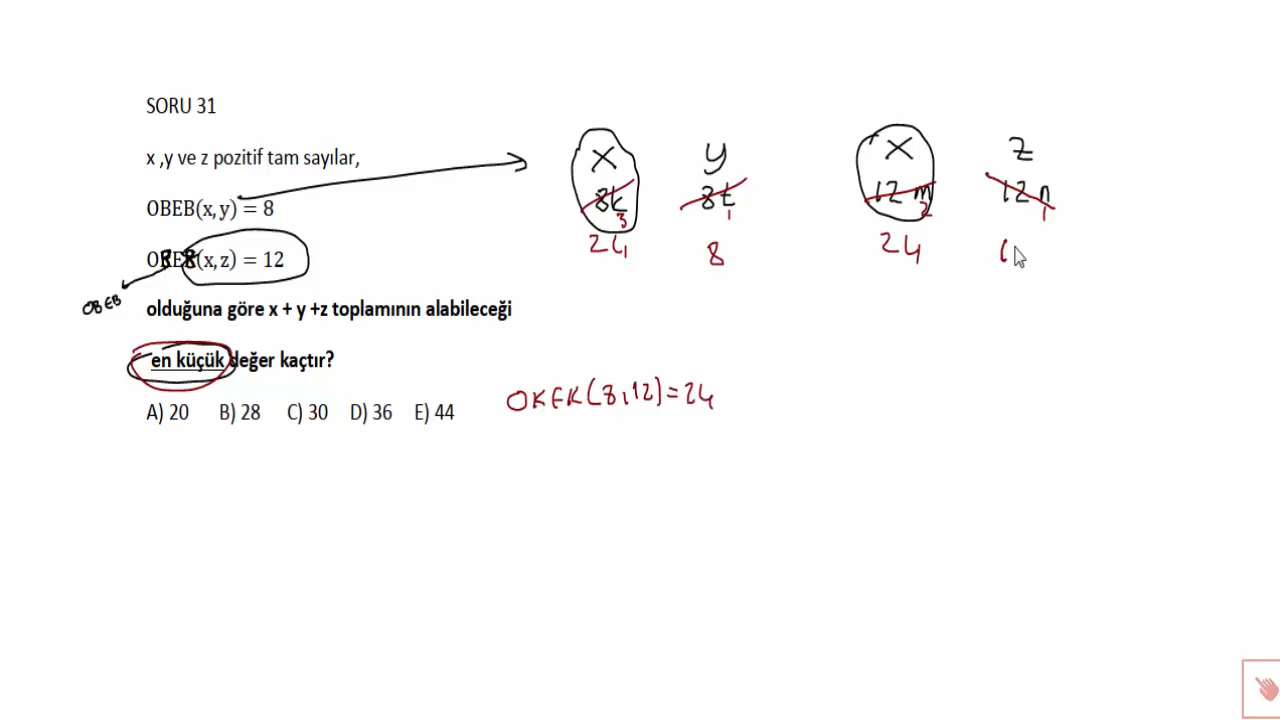 SORU 31
x ,y ve z pozitif tam sayılar,
OBEB(x,y) = 8
OBEB(x,z) = 12
OBEB
olduğuna göre x + y +z toplamının alabileceği
en küçük değer kaçtır?
A) 20 B) 28 C) 30 D) 36 E) 44
x y
8k 8t
3 1
24 8
x z
12m 12n
2 1
24
OKEK(8,12)=24